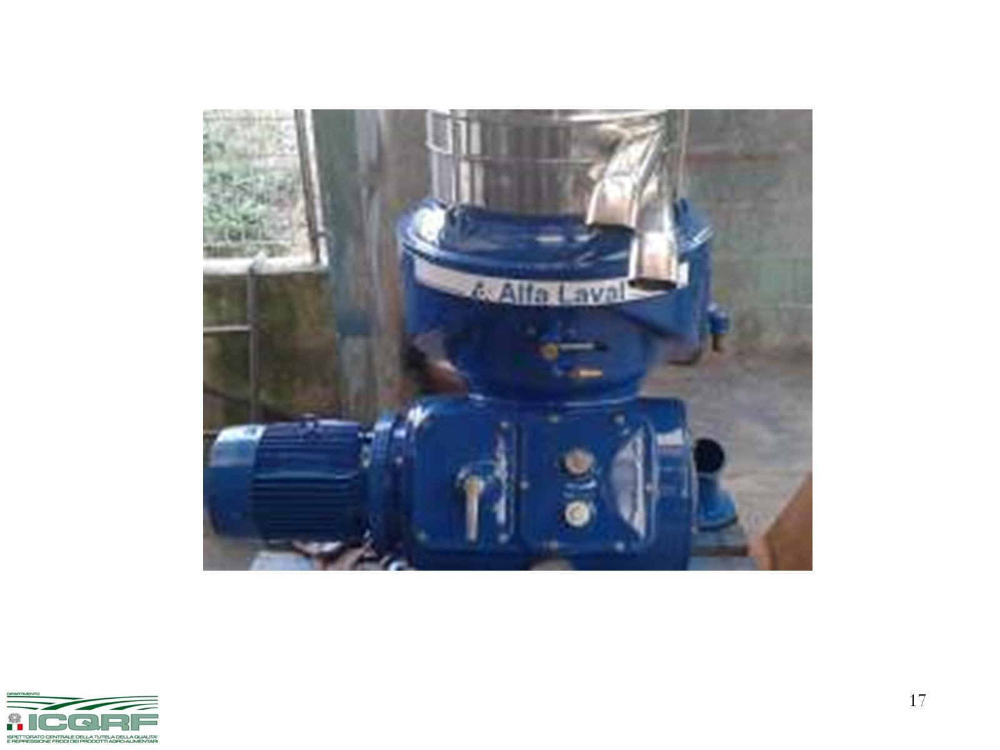 Alfa Laval
17
DIPARTIMENTO
ICQRF
ISPETTORATO CENTRALE DELLA TUTELA DELLA QUALITA'
E REPRESSIONE FRODI DEI PRODOTTI AGRO-ALIMENTARI